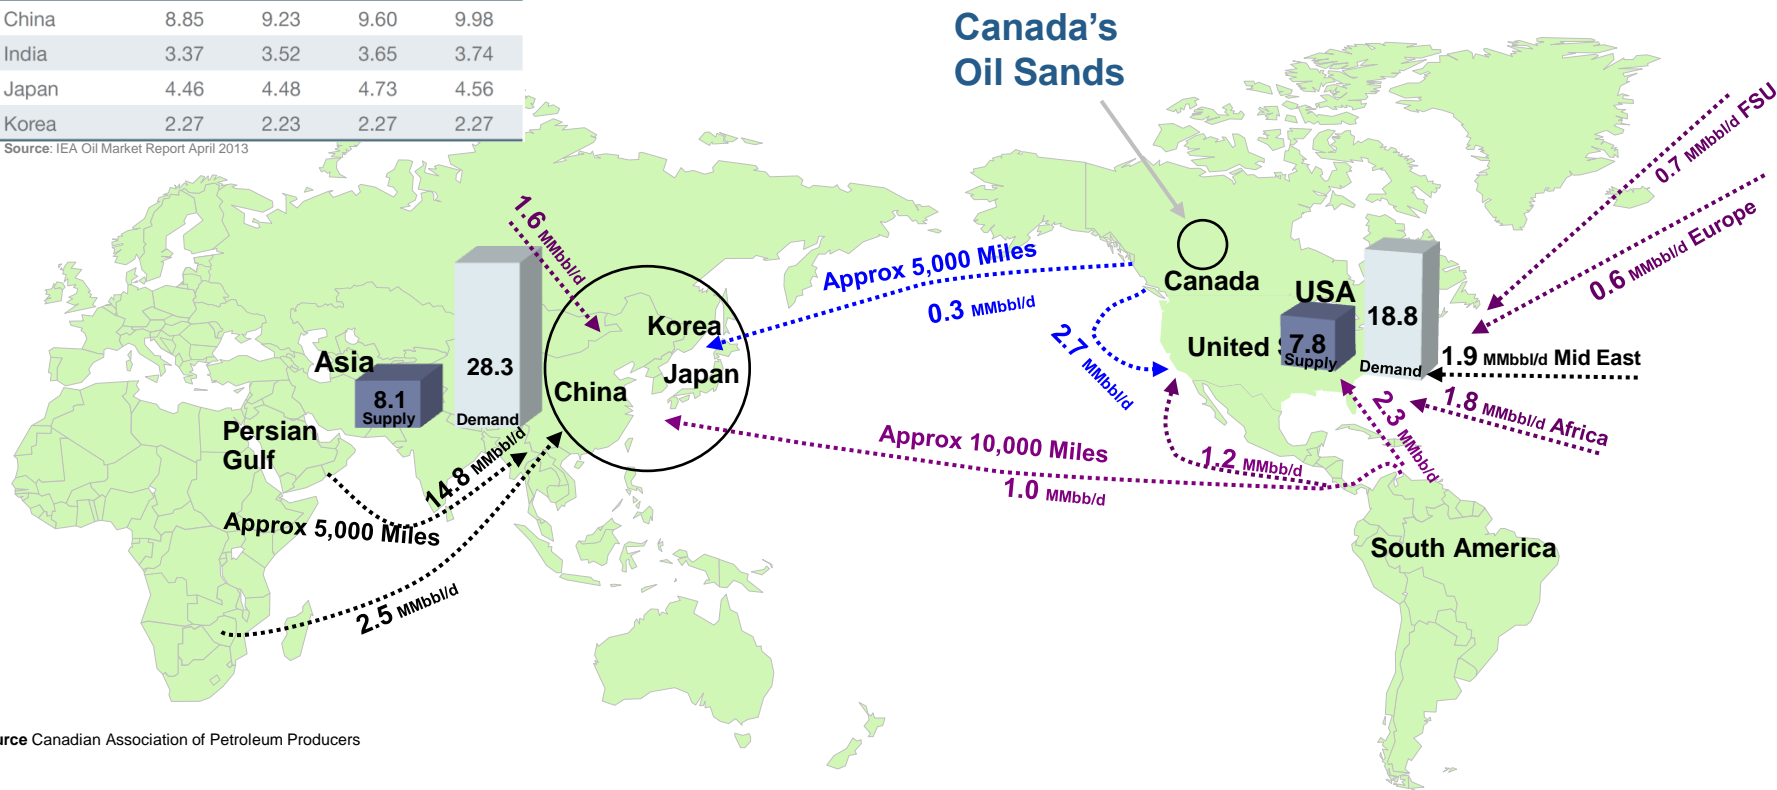 China 8.85 9.23 9.60 9.98
India 3.37 3.52 3.65 3.74
Japan 4.46 4.48 4.73 4.56
Korea 2.27 2.23 2.27 2.27
Source: IEA Oil Market Report April 2013
Canada's
Oil Sands
0.7 MMbbl/d FSU
0.6 MMbbl/d Europe
1.6 MMbbl/d
Approx 5,000 Miles
0.3 MMbbl/d
Canada
USA
18.8
Demand
United
7.8
Supply
2.7 MMbbl/d
1.9 MMbbl/d Mid East
1.8 MMbbl/d Africa
2.3 MMbb/d
1.2 MMbb/d
Korea
Japan
China
Asia
28.3
Demand
8.1
Supply
Persian
Gulf
14.8 MMbbl/d
Approx 5,000 Miles
2.5 MMbbl/d
Approx 10,000 Miles
1.0 MMbb/d
South America
Canadian Association of Petroleum Producers